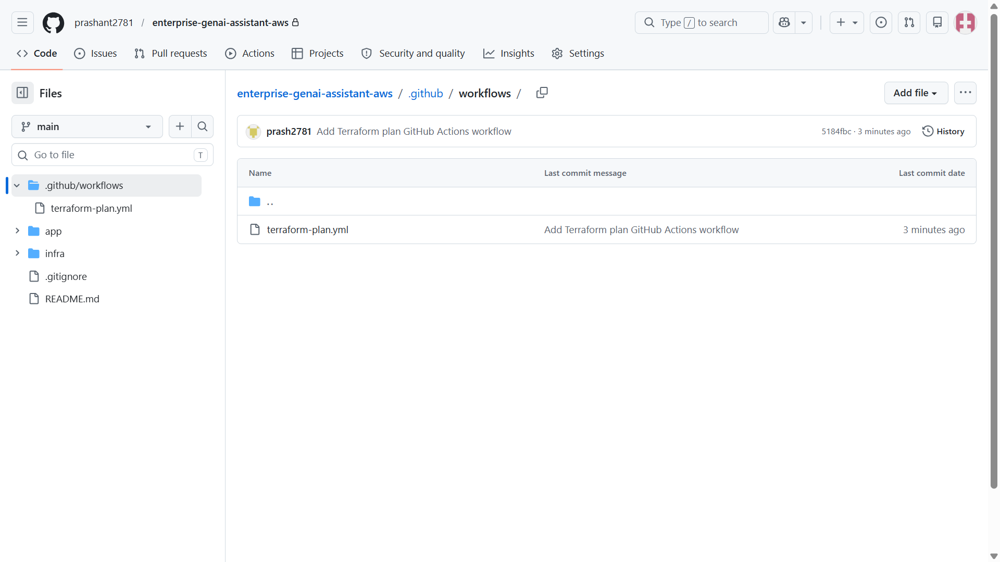 prashant2781 / enterprise-genai-assistant-aws
Type / to search
Code
Issues
Pull requests
Actions
Projects
Security and quality
Insights
Settings
Files
main
Go to file
T
.github/workflows
terraform-plan.yml
app
infra
.gitignore
README.md
enterprise-genai-assistant-aws / .github / workflows /
Add file
prash2781 Add Terraform plan GitHub Actions workflow
5184fbc · 3 minutes ago
History
Name Last commit message Last commit date
..
terraform-plan.yml Add Terraform plan GitHub Actions workflow 3 minutes ago